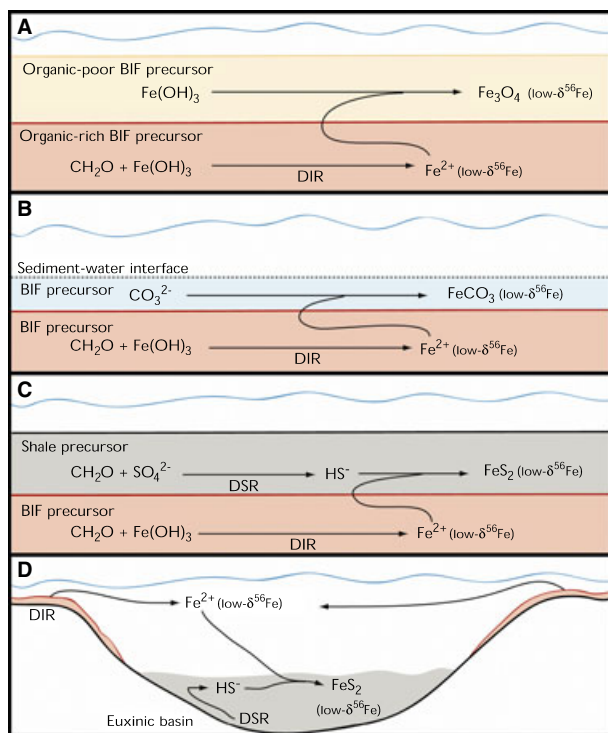 A
Organic-poor BIF precursor
Fe(OH)₃ Fe₃O₄ (low-δ⁵⁶Fe)
Organic-rich BIF precursor
CH₂O + Fe(OH)₃ DIR Fe²⁺ (low-δ⁵⁶Fe)
B
Sediment-water interface
BIF precursor CO₃²⁻ FeCO₃ (low-δ⁵⁶Fe)
BIF precursor
CH₂O + Fe(OH)₃ DIR Fe²⁺ (low-δ⁵⁶Fe)
C
Shale precursor
CH₂O + SO₄²⁻ DSR HS⁻ FeS₂ (low-δ⁵⁶Fe)
BIF precursor
CH₂O + Fe(OH)₃ DIR Fe²⁺ (low-δ⁵⁶Fe)
D
DIR Fe²⁺ (low-δ⁵⁶Fe)
HS⁻ FeS₂
(low-δ⁵⁶Fe)
Euxinic basin DSR